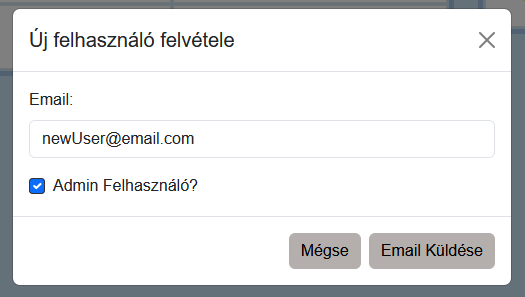 Új felhasználó felvétele
Email:
newUser@email.com
Admin Felhasználó?
Mégse
Email Küldése